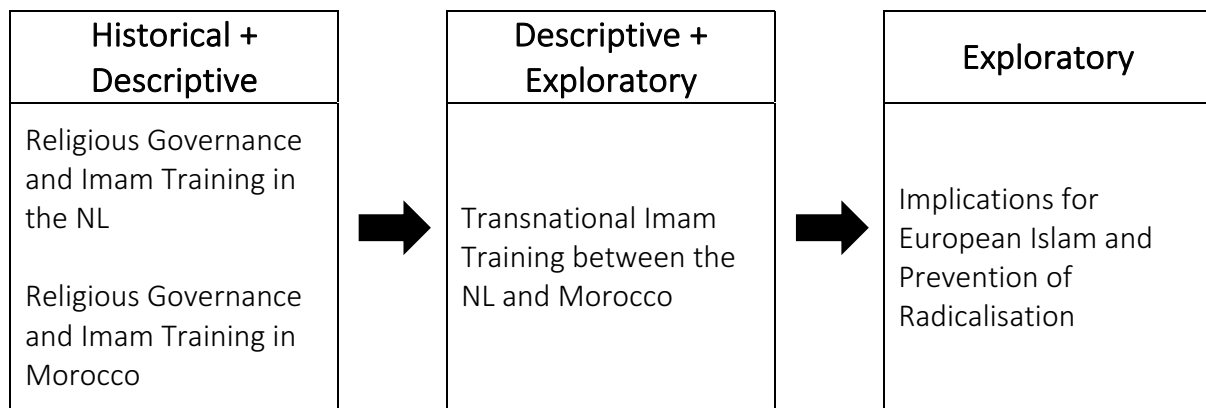 Historical +
Descriptive
Religious Governance
and Imam Training in
the NL
Religious Governance
and Imam Training in
Morocco
Descriptive +
Exploratory
Transnational Imam
Training between the
NL and Morocco
Exploratory
Implications for
European Islam and
Prevention of
Radicalisation